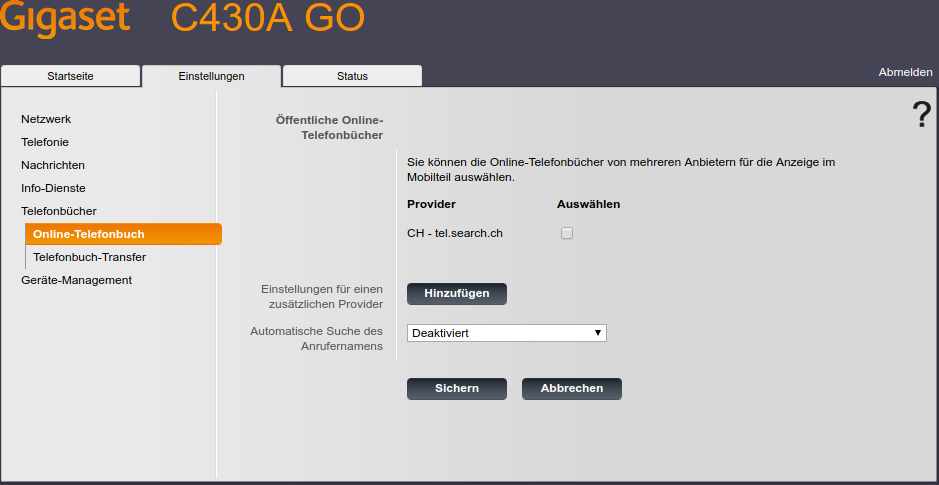 Gigaset C430A GO
Startseite Einstellungen Status Abmelden
?
Netzwerk
Telefonie
Nachrichten
Info-Dienste
Telefonbücher
Online-Telefonbuch
Telefonbuch-Transfer
Geräte-Management
Öffentliche Online-
Telefonbücher
Sie können die Online-Telefonbücher von mehreren Anbietern für die Anzeige im
Mobilteil auswählen.
Provider Auswählen
CH - tel.search.ch
Einstellungen für einen
zusätzlichen Provider
Hinzufügen
Automatische Suche des
Anrufernamens
Deaktiviert
Sichern Abbrechen